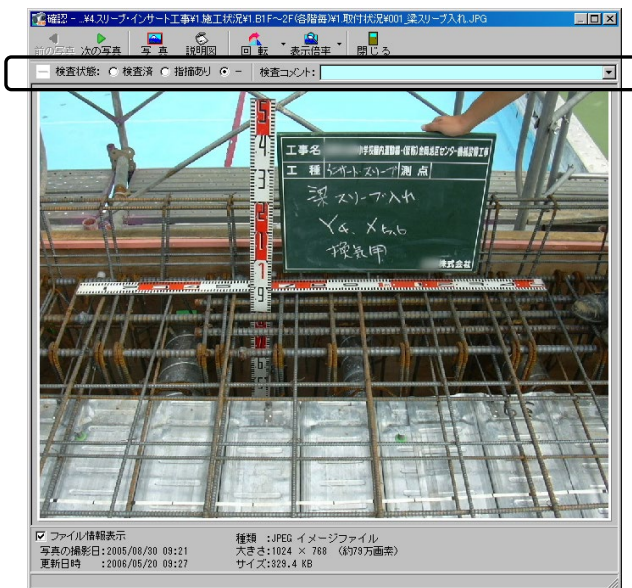 確認 - ..¥4.スリーブ・インサート工事¥1.施工状況¥1.B1F～2F(各階毎)¥1.取付状況¥001_梁スリーブ入れ.JPG
前の写真 次の写真 写真 説明図 回転 表示倍率 閉じる
検査状態: 検査済 指摘あり - 検査コメント:
工事名
工種 インサート・スリーブ 測点
梁スリーブ入れ
Y4、X5,6
換気用
株式会社
5
4
3
2
1
1
9
6
ファイル情報表示
写真の撮影日:2005/08/30 09:21
更新日時 :2006/05/20 09:27
種類 :JPEG イメージファイル
大きさ:1024 × 768 (約79万画素)
サイズ:329.4 KB